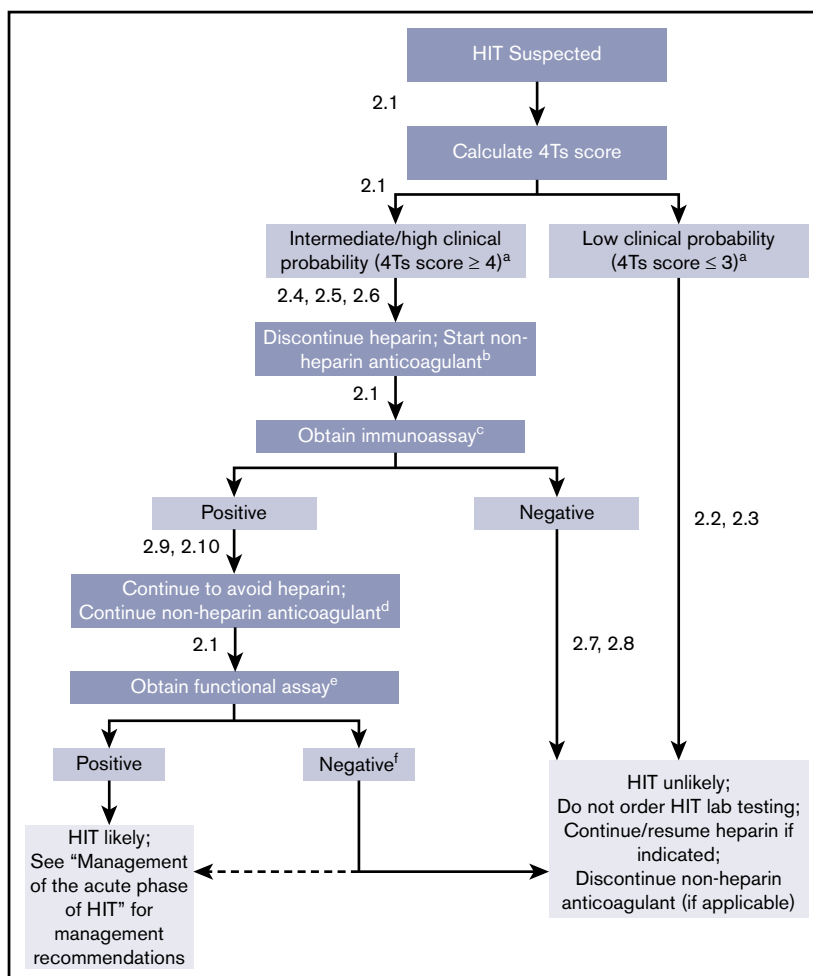 HIT Suspected
2.1
Calculate 4Ts score
2.1
Intermediate/high clinical
probability (4Ts score ≥ 4)a
Low clinical probability
(4Ts score ≤ 3)a
2.4, 2.5, 2.6
Discontinue heparin; Start non-
heparin anticoagulantb
2.1
Obtain immunoassayc
Positive
Negative
2.2, 2.3
2.9, 2.10
Continue to avoid heparin;
Continue non-heparin anticoagulantd
2.7, 2.8
2.1
Obtain functional assaye
Positive
Negativef
HIT likely;
See “Management
of the acute phase
of HIT” for
management
recommendations
HIT unlikely;
Do not order HIT lab testing;
Continue/resume heparin if
indicated;
Discontinue non-heparin
anticoagulant (if applicable)